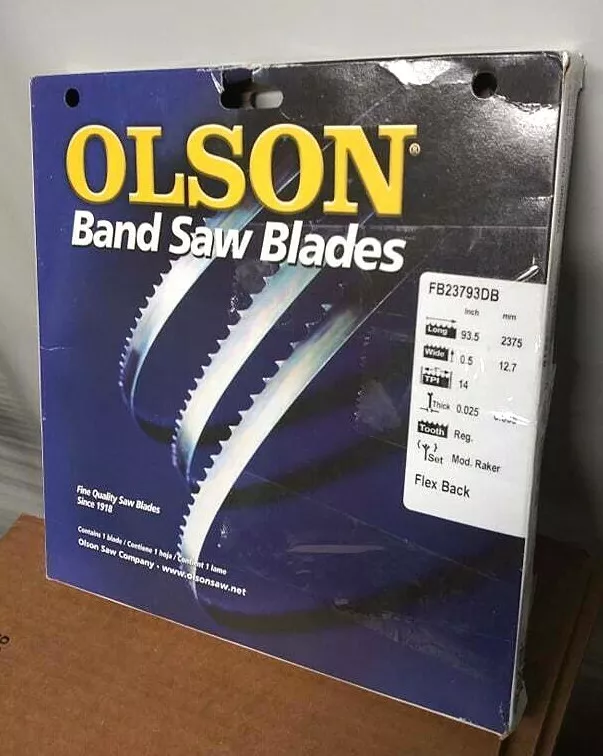 OLSON®
Band Saw Blades
FB23793DB
Inch mm
Long 93.5 2375
Wide 0.5 12.7
TPI 14
Thick 0.025
Tooth Reg.
Set Mod. Raker
Flex Back
Fine Quality Saw Blades
Since 1918
Contains 1 blade / Contiene 1 hoja / Contient 1 lame
Olson Saw Company • www.olsonsaw.net